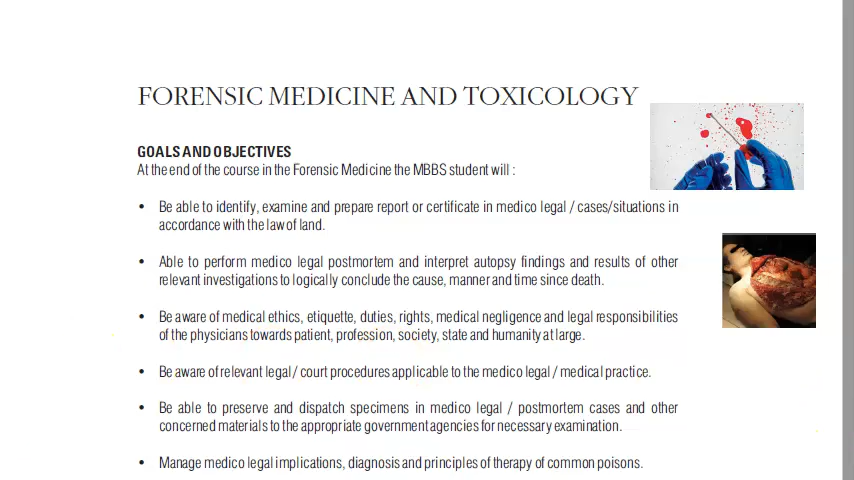 FORENSIC MEDICINE AND TOXICOLOGY
GOALS AND OBJECTIVES
At the end of the course in the Forensic Medicine the MBBS student will :
• Be able to identify, examine and prepare report or certificate in medico legal / cases/situations in
accordance with the law of land.
• Able to perform medico legal postmortem and interpret autopsy findings and results of other
relevant investigations to logically conclude the cause, manner and time since death.
• Be aware of medical ethics, etiquette, duties, rights, medical negligence and legal responsibilities
of the physicians towards patient, profession, society, state and humanity at large.
• Be aware of relevant legal / court procedures applicable to the medico legal / medical practice.
• Be able to preserve and dispatch specimens in medico legal / postmortem cases and other
concerned materials to the appropriate government agencies for necessary examination.
• Manage medico legal implications, diagnosis and principles of therapy of common poisons.